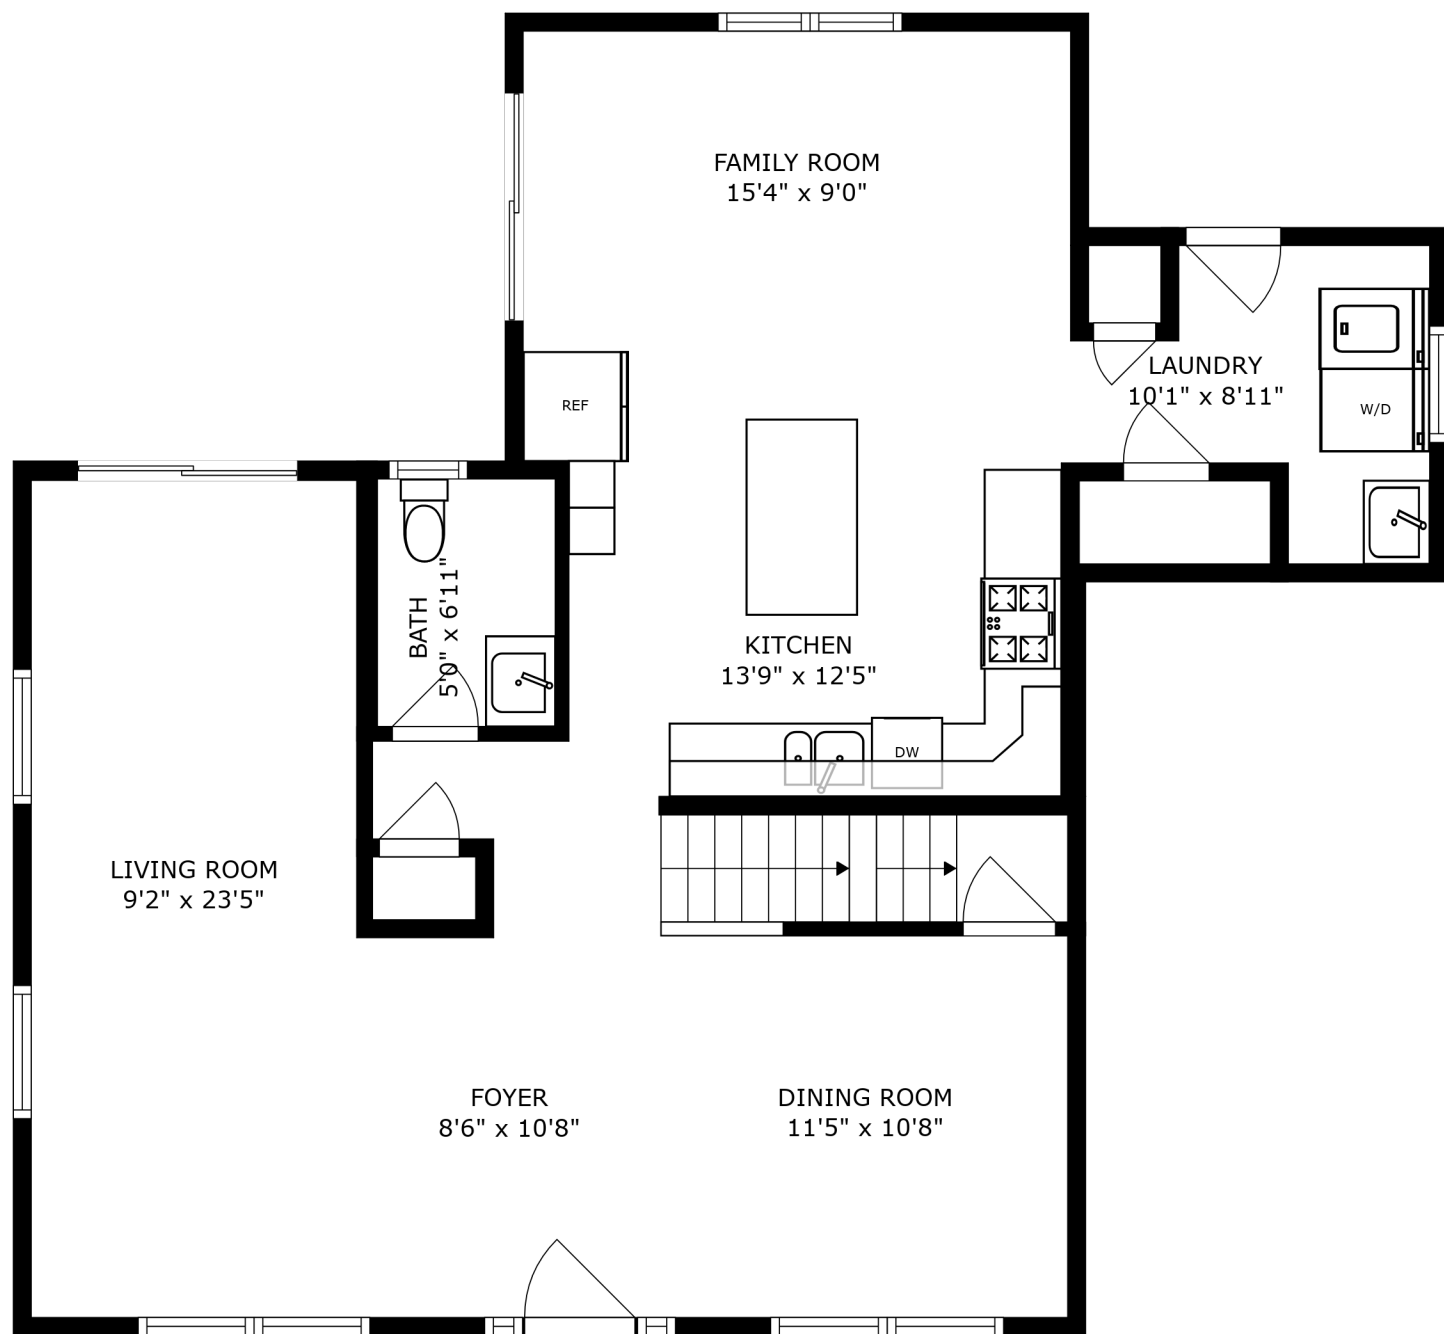 FAMILY ROOM
15'4" x 9'0"
LAUNDRY
10'1" x 8'11"
REF
W/D
BATH
5'0" x 6'11"
KITCHEN
13'9" x 12'5"
DW
LIVING ROOM
9'2" x 23'5"
FOYER
8'6" x 10'8"
DINING ROOM
11'5" x 10'8"